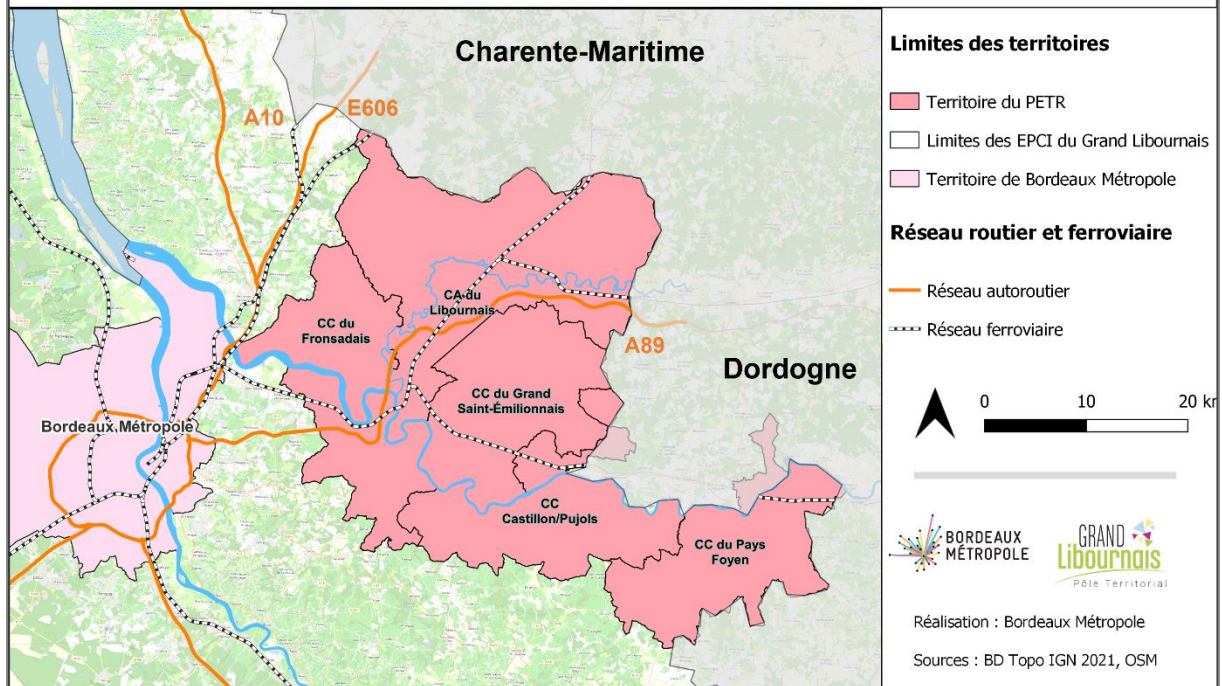 Charente-Maritime
A10
E606
CA du
Libournais
CC du
Fronsadais
A89
Dordogne
CC du Grand
Saint-Émilionnais
Bordeaux Métropole
CC
Castillon/Pujols
CC du Pays
Foyen
Limites des territoires
Territoire du PETR
Limites des EPCI du Grand Libournais
Territoire de Bordeaux Métropole
Réseau routier et ferroviaire
Réseau autoroutier
Réseau ferroviaire
0 10 20 kr
BORDEAUX
MÉTROPOLE
GRAND
Libournais
Pôle Territorial
Réalisation : Bordeaux Métropole
Sources : BD Topo IGN 2021, OSM